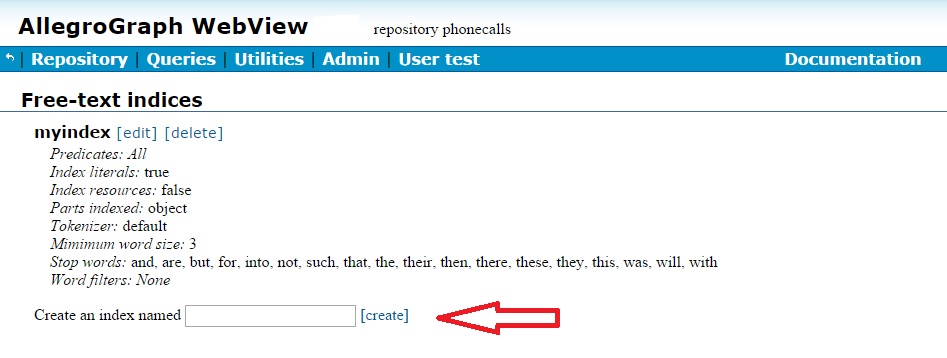 AllegroGraph WebView repository phonecalls
Repository | Queries | Utilities | Admin | User test Documentation
Free-text indices
myindex [edit] [delete]
Predicates: All
Index literals: true
Index resources: false
Parts indexed: object
Tokenizer: default
Mimimum word size: 3
Stop words: and, are, but, for, into, not, such, that, the, their, then, there, these, they, this, was, will, with
Word filters: None
Create an index named [create]